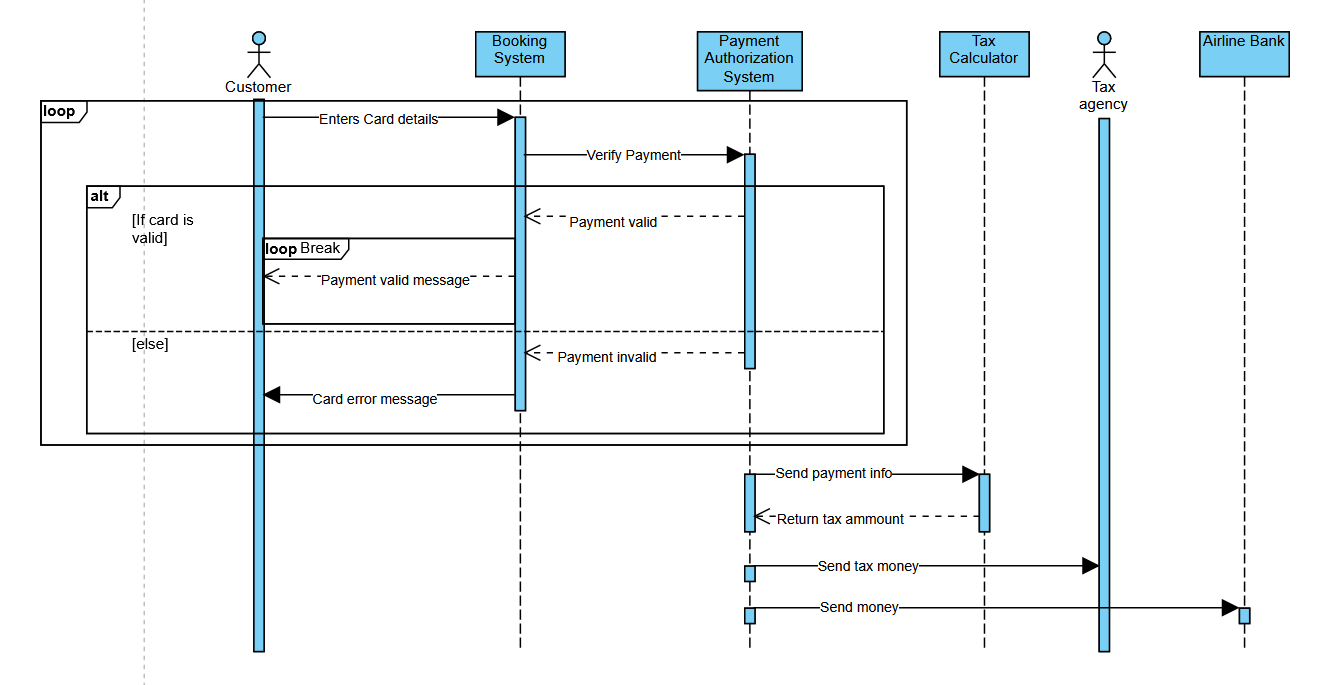 Booking
System
Payment
Authorization
System
Tax
Calculator
Airline Bank
Customer
Tax
agency
loop
Enters Card details
Verify Payment
alt
[If card is
valid]
Payment valid
loop Break
Payment valid message
[else]
Payment invalid
Card error message
Send payment info
Return tax ammount
Send tax money
Send money